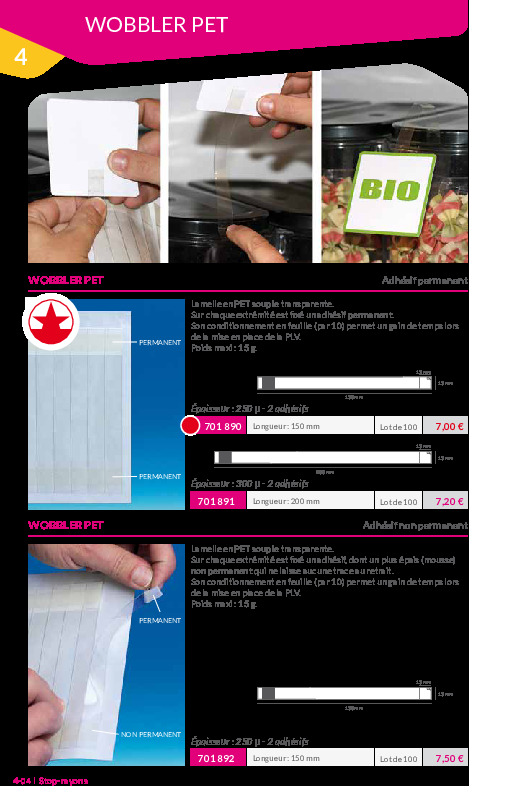 WOBBLER PET
4
BIO
WOBBLER PET Adhésif permanent
PERMANENT
PERMANENT
Lamelle en PET souple transparente.
Sur chaque extrémité est fixé un adhésif permanent.
Son conditionnement en feuille (par 10) permet un gain de temps lors
de la mise en place de la PLV.
Poids maxi : 15 g.
15 mm
15 mm
150 mm
Épaisseur : 250 µ - 2 adhésifs
701 890 Longueur : 150 mm Lot de 100 7,00 €
15 mm
15 mm
200 mm
Épaisseur : 300 µ - 2 adhésifs
701 891 Longueur : 200 mm Lot de 100 7,20 €
WOBBLER PET Adhésif non permanent
PERMANENT
NON PERMANENT
Lamelle en PET souple transparente.
Sur chaque extrémité est fixé un adhésif, dont un plus épais (mousse)
non permanent qui ne laisse aucune trace au retrait.
Son conditionnement en feuille (par 10) permet un gain de temps lors
de la mise en place de la PLV.
Poids maxi : 15 g.
15 mm
15 mm
150 mm
Épaisseur : 250 µ - 2 adhésifs
701 892 Longueur : 150 mm Lot de 100 7,50 €
4-04 | Stop-rayons